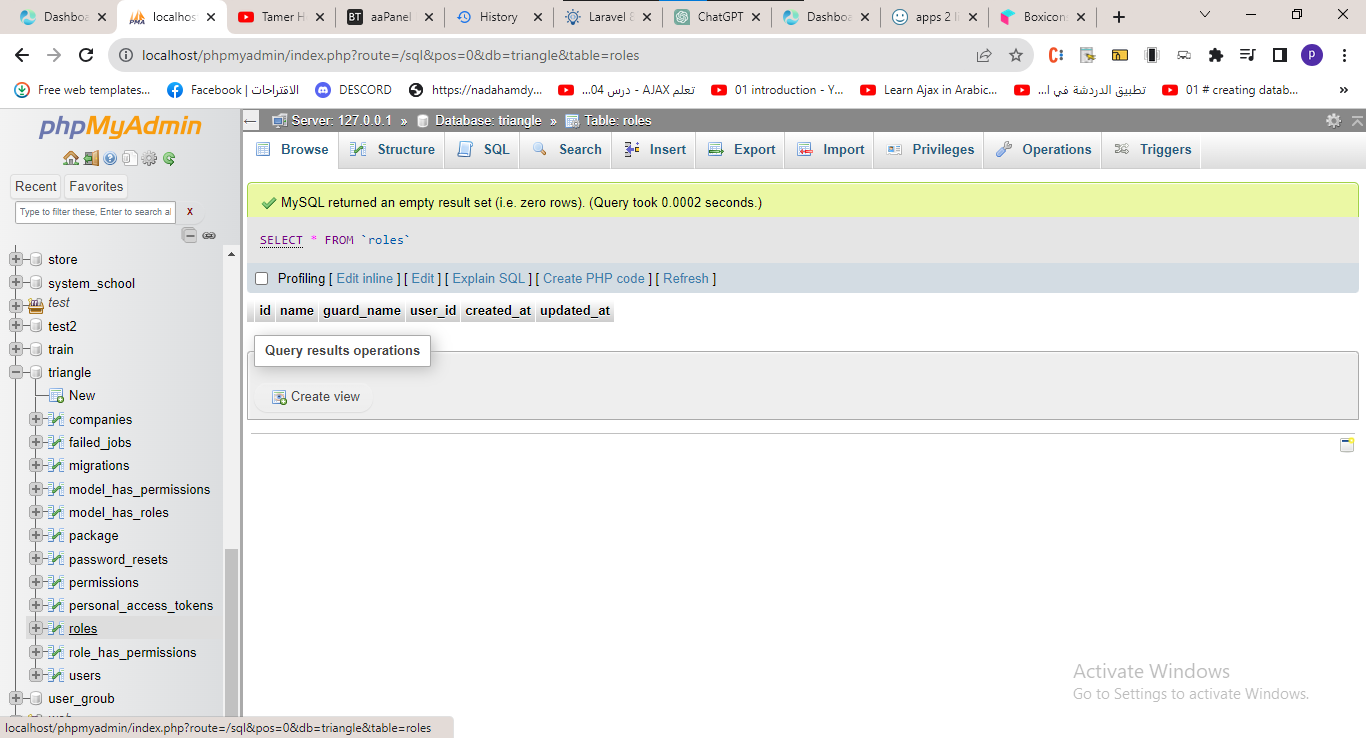 Dashboa
localhos
Tamer H
aaPanel
History
Laravel 8
ChatGPT
Dashboa
apps 2 li
Boxicon
localhost/phpmyadmin/index.php?route=/sql&pos=0&db=triangle&table=roles
P
Free web templates...
Facebook | الاقتراحات
DESCORD
https://nadahamdy...
تعلم AJAX - درس 04...
01 introduction - Y...
Learn Ajax in Arabic...
تطبيق الدردشة في ا...
01 # creating datab...
»
phpMyAdmin
Recent
Favorites
Type to filter these, Enter to search al
X
store
system_school
test
test2
train
triangle
New
companies
failed_jobs
migrations
model_has_permissions
model_has_roles
package
password_resets
permissions
personal_access_tokens
roles
role_has_permissions
users
user_groub
Server: 127.0.0.1 » Database: triangle » Table: roles
Browse
Structure
SQL
Search
Insert
Export
Import
Privileges
Operations
Triggers
MySQL returned an empty result set (i.e. zero rows). (Query took 0.0002 seconds.)
SELECT * FROM `roles`
Profiling [ Edit inline ] [ Edit ] [ Explain SQL ] [ Create PHP code ] [ Refresh ]
id name guard_name user_id created_at updated_at
Query results operations
Create view
Activate Windows
Go to Settings to activate Windows.
localhost/phpmyadmin/index.php?route=/sql&pos=0&db=triangle&table=roles